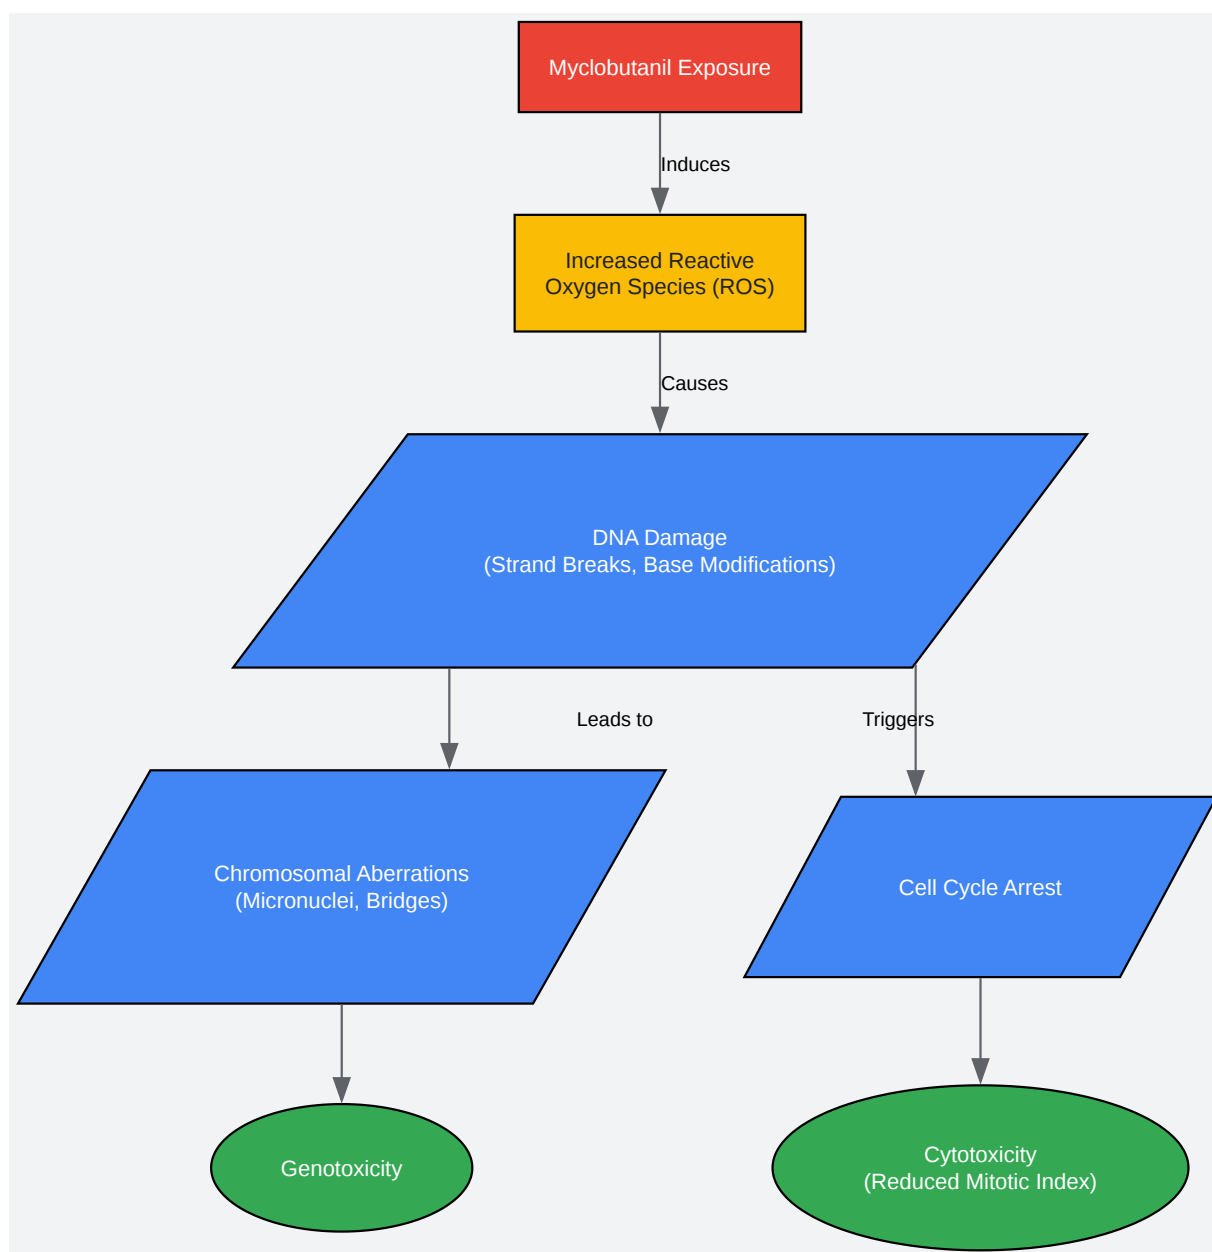 Myclobutanil Exposure
Induces
Increased Reactive
Oxygen Species (ROS)
Causes
DNA Damage
(Strand Breaks, Base Modifications)
Leads to
Triggers
Chromosomal Aberrations
(Micronuclei, Bridges)
Cell Cycle Arrest
Genotoxicity
Cytotoxicity
(Reduced Mitotic Index)